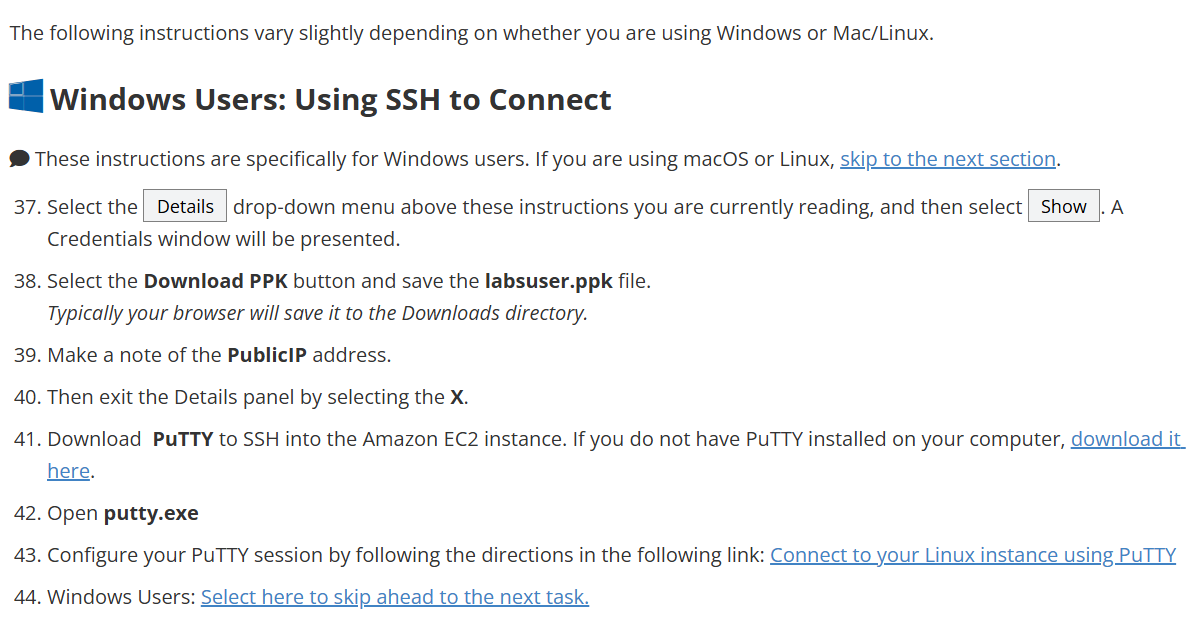 The following instructions vary slightly depending on whether you are using Windows or Mac/Linux.
Windows Users: Using SSH to Connect
These instructions are specifically for Windows users. If you are using macOS or Linux, skip to the next section.
37. Select the Details drop-down menu above these instructions you are currently reading, and then select Show . A
Credentials window will be presented.
38. Select the Download PPK button and save the labsuser.ppk file.
Typically your browser will save it to the Downloads directory.
39. Make a note of the PublicIP address.
40. Then exit the Details panel by selecting the X.
41. Download PuTTY to SSH into the Amazon EC2 instance. If you do not have PuTTY installed on your computer, download it
here.
42. Open putty.exe
43. Configure your PuTTY session by following the directions in the following link: Connect to your Linux instance using PuTTY
44. Windows Users: Select here to skip ahead to the next task.